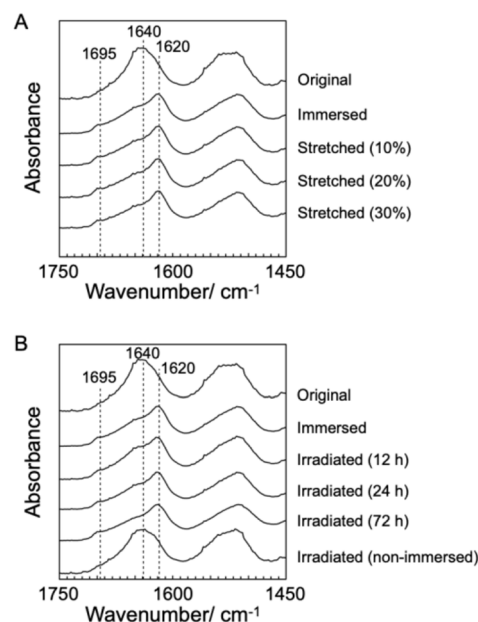 A
1640
1695
1620
Original
Immersed
Stretched (10%)
Stretched (20%)
Stretched (30%)
Absorbance
1750
1600
1450
Wavenumber/ cm-1
B
1640
1695
1620
Original
Immersed
Irradiated (12 h)
Irradiated (24 h)
Irradiated (72 h)
Irradiated (non-immersed)
Absorbance
1750
1600
1450
Wavenumber/ cm-1